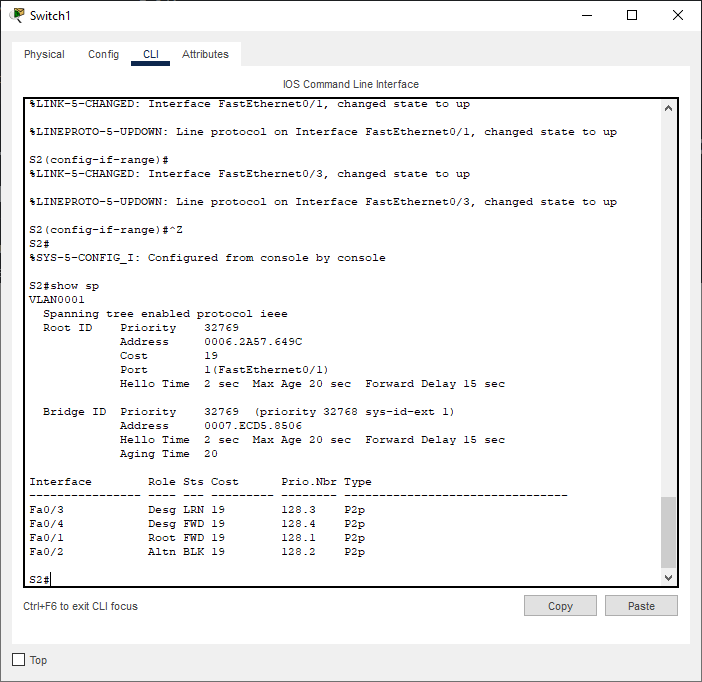 Switch1
Physical Config CLI Attributes
IOS Command Line Interface
%LINK-5-CHANGED: Interface FastEthernet0/1, changed state to up
%LINEPROTO-5-UPDOWN: Line protocol on Interface FastEthernet0/1, changed state to up
S2(config-if-range)#
%LINK-5-CHANGED: Interface FastEthernet0/3, changed state to up
%LINEPROTO-5-UPDOWN: Line protocol on Interface FastEthernet0/3, changed state to up
S2(config-if-range)#^Z
S2#
%SYS-5-CONFIG_I: Configured from console by console
S2#show sp
VLAN0001
  Spanning tree enabled protocol ieee
  Root ID    Priority    32769
             Address     0006.2A57.649C
             Cost        19
             Port        1(FastEthernet0/1)
             Hello Time  2 sec  Max Age 20 sec  Forward Delay 15 sec
  Bridge ID  Priority    32769  (priority 32768 sys-id-ext 1)
             Address     0007.ECD5.8506
             Hello Time  2 sec  Max Age 20 sec  Forward Delay 15 sec
             Aging Time  20
Interface        Role Sts Cost      Prio.Nbr Type
---------------- ---- --- --------- -------- --------------------------------
Fa0/3            Desg LRN 19        128.3    P2p
Fa0/4            Desg FWD 19        128.4    P2p
Fa0/1            Root FWD 19        128.1    P2p
Fa0/2            Altn BLK 19        128.2    P2p
S2#
Ctrl+F6 to exit CLI focus Copy Paste
Top